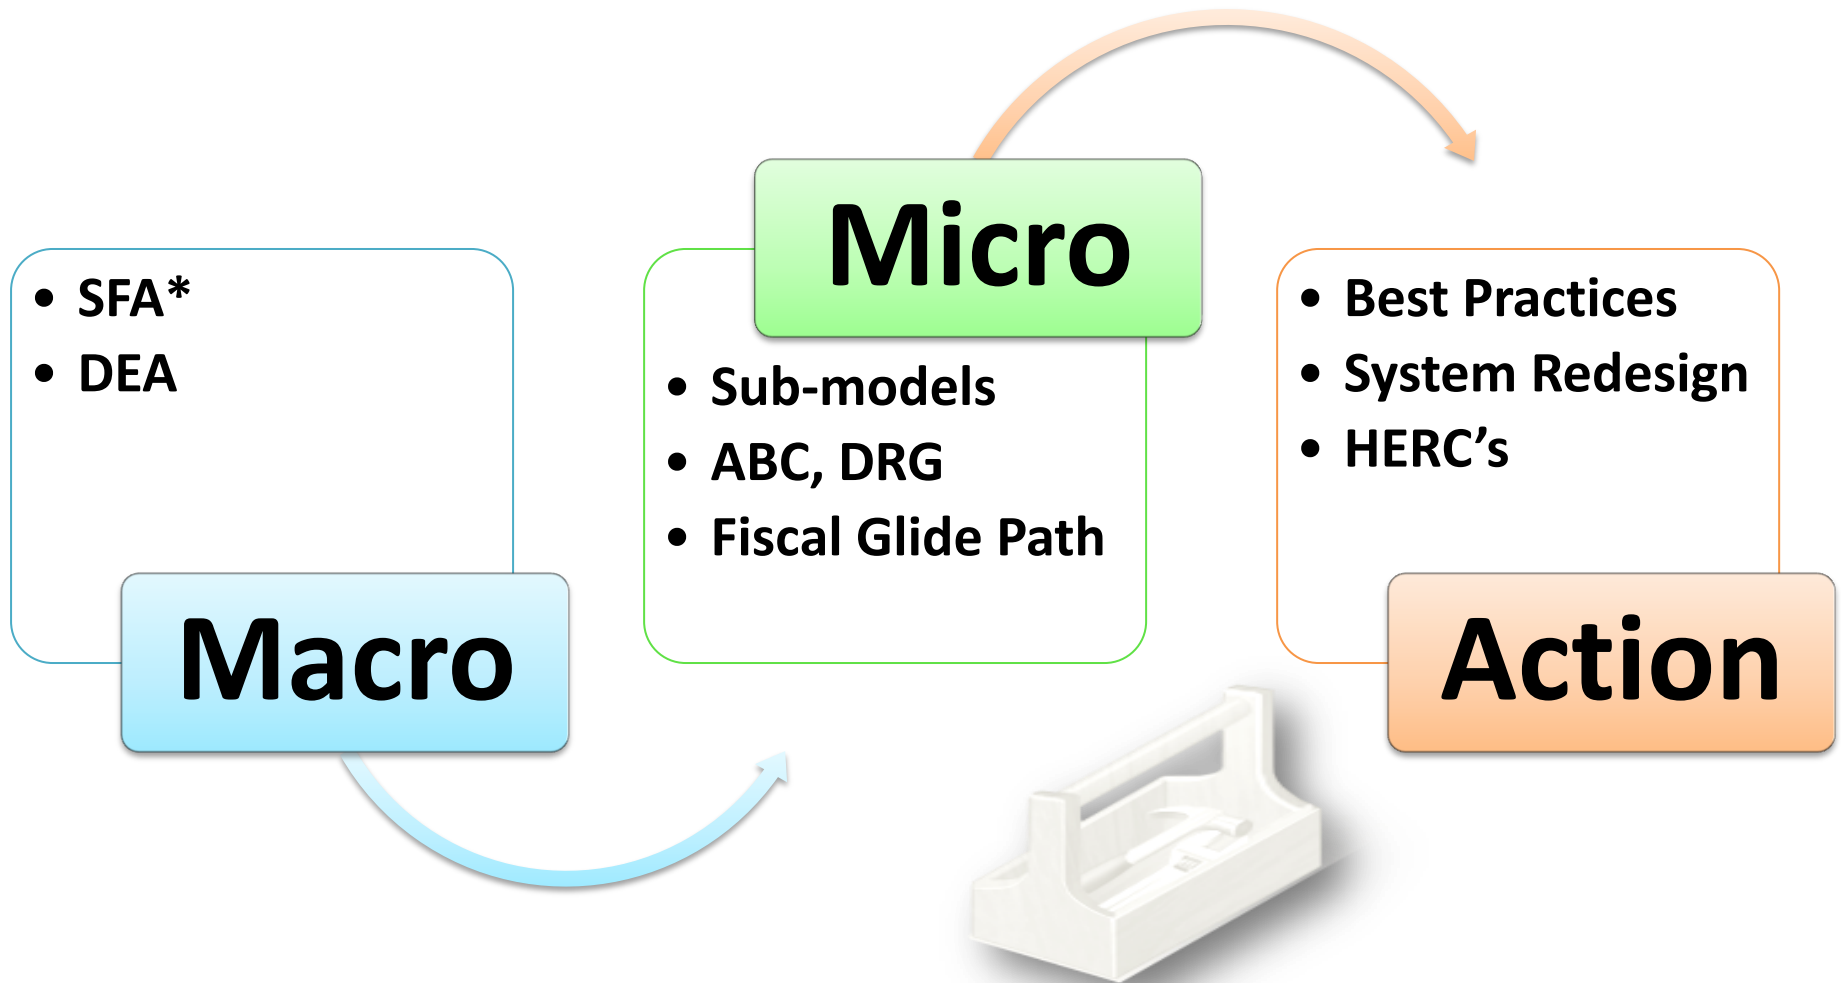 • SFA*
• DEA
Macro
Micro
• Sub-models
• ABC, DRG
• Fiscal Glide Path
• Best Practices
• System Redesign
• HERC’s
Action